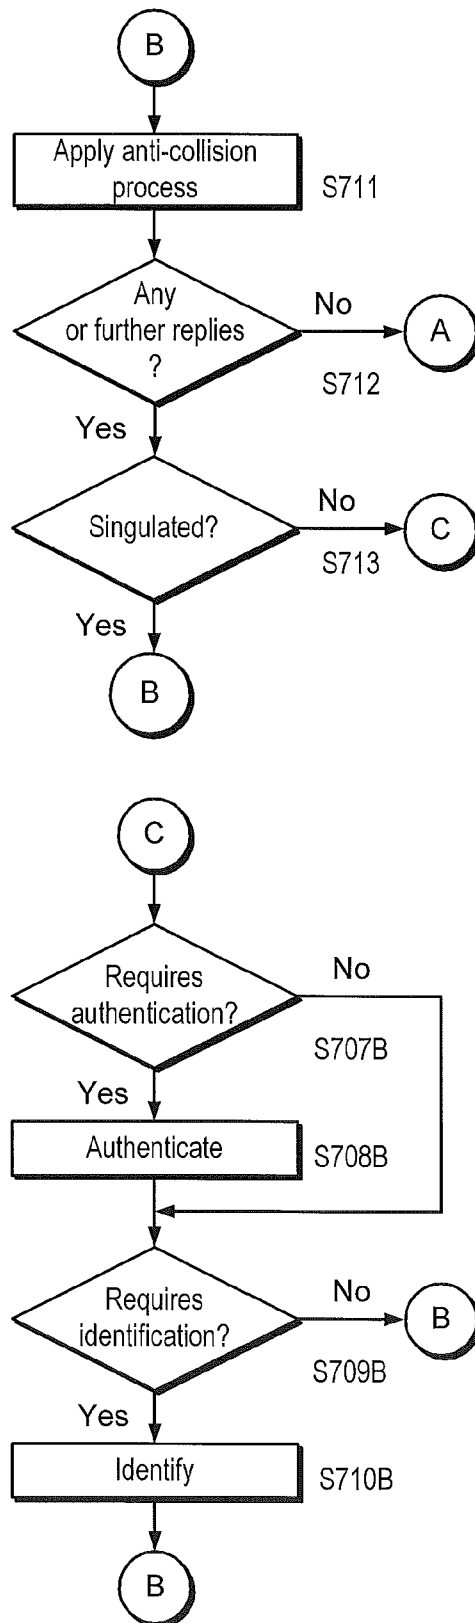 B
Apply anti-collision
process
S711
Any
or further replies
?
No
A
S712
Yes
Singulated?
No
C
S713
Yes
B
C
Requires
authentication?
No
S707B
Yes
Authenticate
S708B
Requires
identification?
No
B
S709B
Yes
Identify
S710B
B